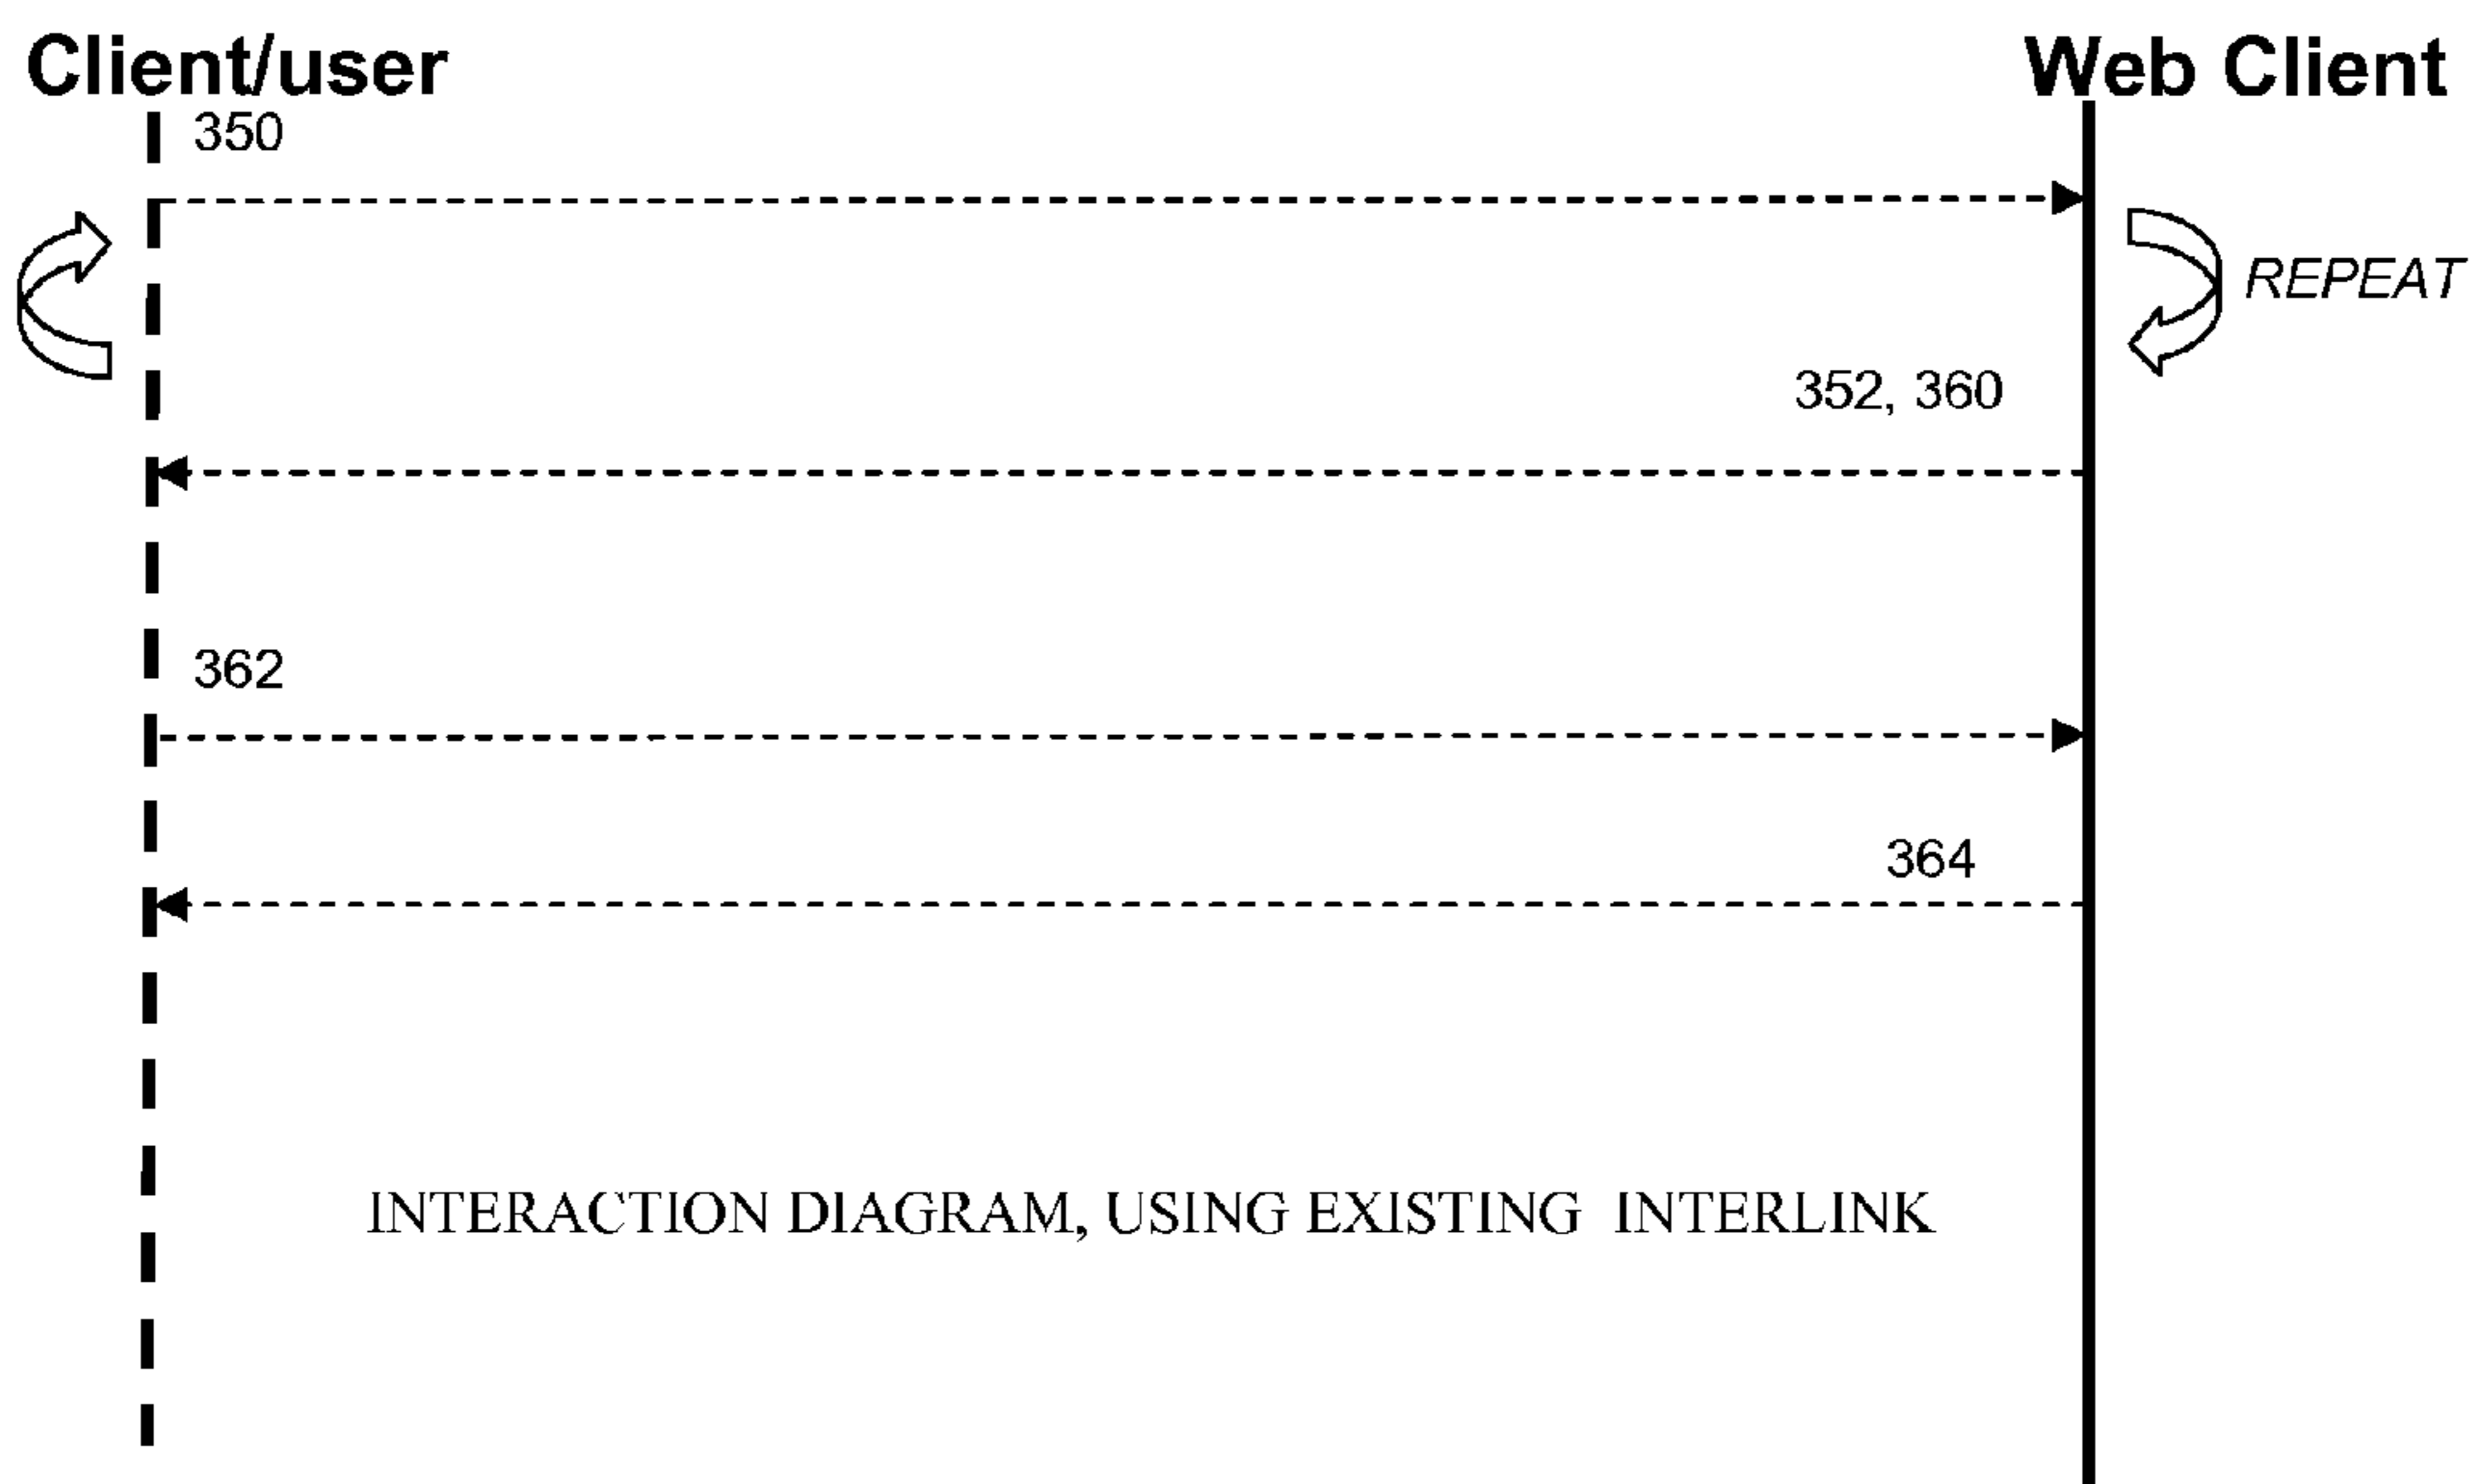 Client/user Web Client
350
REPEAT
352, 360
362
364
INTERACTION DIAGRAM, USING EXISTING INTERLINK